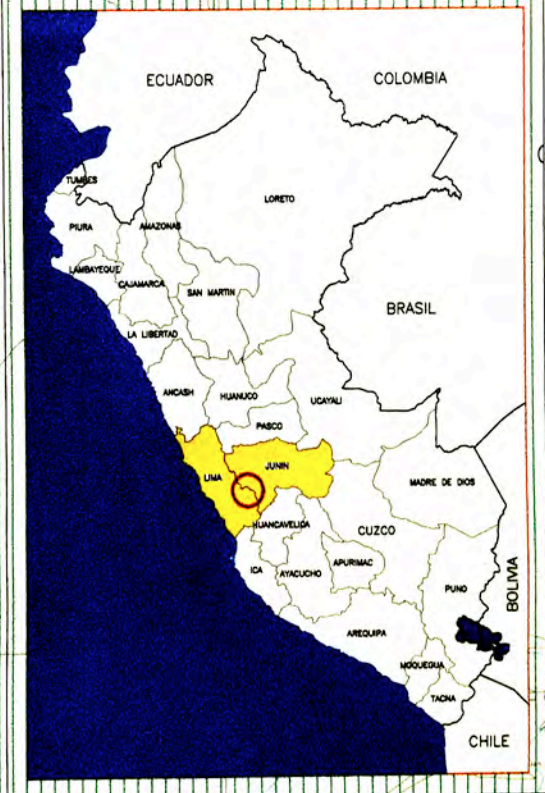 ECUADOR
COLOMBIA
TUMBES
LORETO
PIURA
AMAZONAS
LAMBAYEQUE
CAJAMARCA
SAN MARTIN
BRASIL
LA LIBERTAD
ANCASH
HUANUCO
UCAYALI
PASCO
LIMA
JUNIN
MADRE DE DIOS
HUANCAVELICA
CUZCO
ICA
AYACUCHO
APURIMAC
PUNO
BOLIVIA
AREQUIPA
MOQUEGUA
TACNA
CHILE